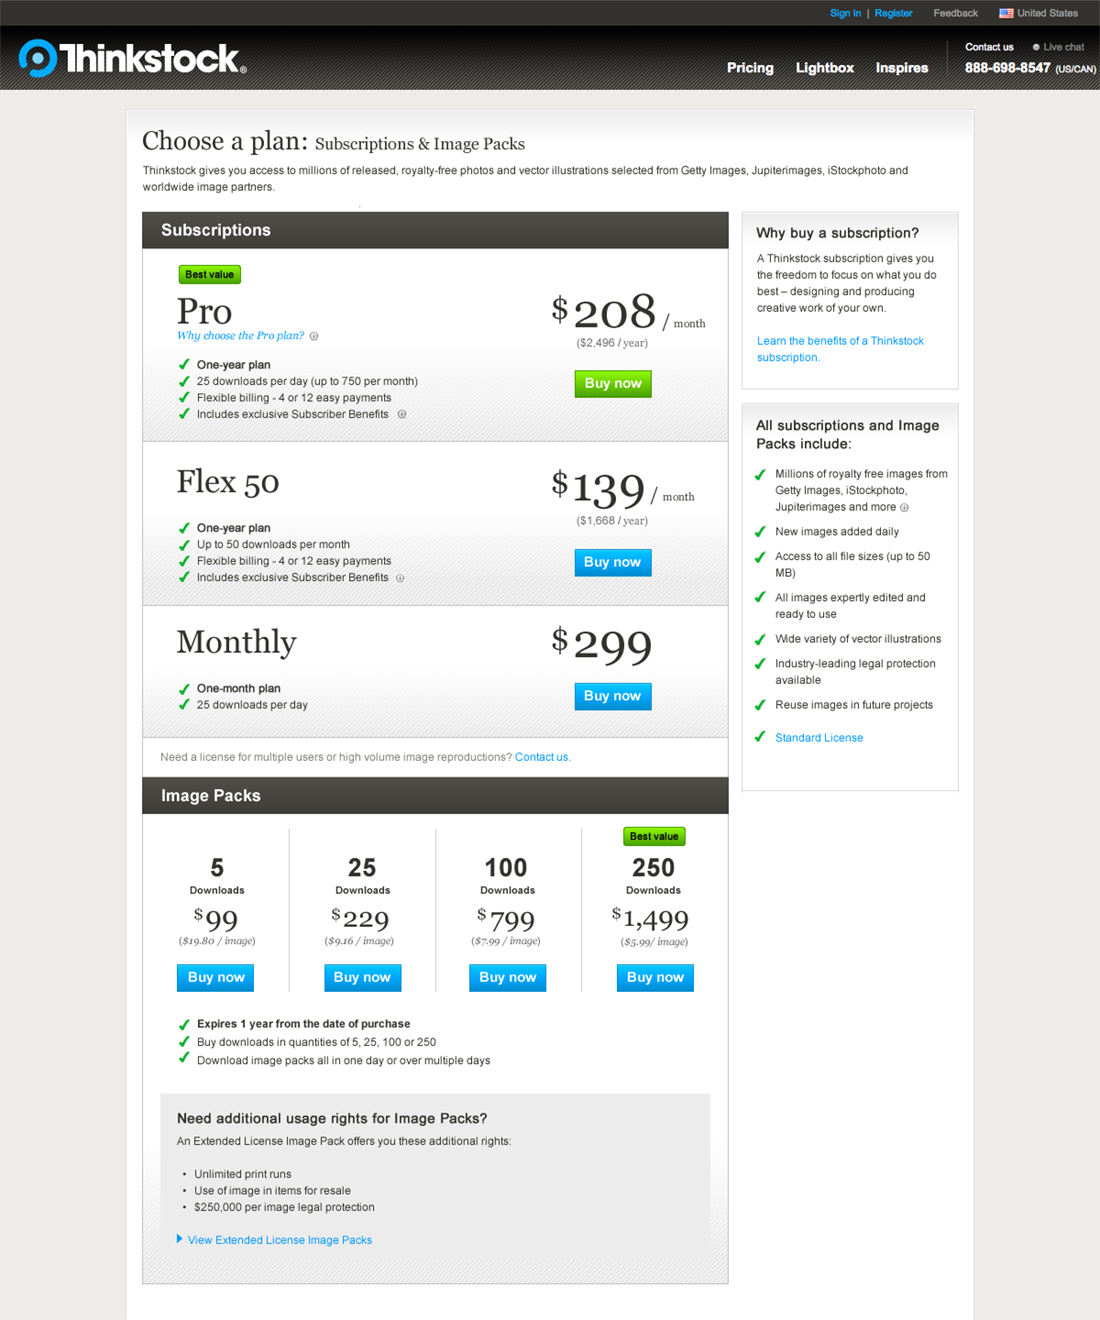 Sign in | Register Feedback United States
Thinkstock®
Pricing Lightbox Inspires
Contact us Live chat
888-698-8547 (US/CAN)
Choose a plan: Subscriptions & Image Packs
Thinkstock gives you access to millions of released, royalty-free photos and vector illustrations selected from Getty Images, Jupiterimages, iStockphoto and
worldwide image partners.
Subscriptions
Best value
Pro
Why choose the Pro plan?
$208 / month
($2,496 / year)
Buy now
One-year plan
25 downloads per day (up to 750 per month)
Flexible billing - 4 or 12 easy payments
Includes exclusive Subscriber Benefits
Flex 50
$139 / month
($1,668 / year)
Buy now
One-year plan
Up to 50 downloads per month
Flexible billing - 4 or 12 easy payments
Includes exclusive Subscriber Benefits
Monthly
$299
Buy now
One-month plan
25 downloads per day
Need a license for multiple users or high volume image reproductions? Contact us.
Why buy a subscription?
A Thinkstock subscription gives you
the freedom to focus on what you do
best – designing and producing
creative work of your own.
Learn the benefits of a Thinkstock
subscription.
All subscriptions and Image
Packs include:
Millions of royalty free images from
Getty Images, iStockphoto,
Jupiterimages and more
New images added daily
Access to all file sizes (up to 50
MB)
All images expertly edited and
ready to use
Wide variety of vector illustrations
Industry-leading legal protection
available
Reuse images in future projects
Standard License
Image Packs
5
Downloads
$99
($19.80 / image)
Buy now
25
Downloads
$229
($9.16 / image)
Buy now
100
Downloads
$799
($7.99 / image)
Buy now
Best value
250
Downloads
$1,499
($5.99/ image)
Buy now
Expires 1 year from the date of purchase
Buy downloads in quantities of 5, 25, 100 or 250
Download image packs all in one day or over multiple days
Need additional usage rights for Image Packs?
An Extended License Image Pack offers you these additional rights:
• Unlimited print runs
• Use of image in items for resale
• $250,000 per image legal protection
View Extended License Image Packs